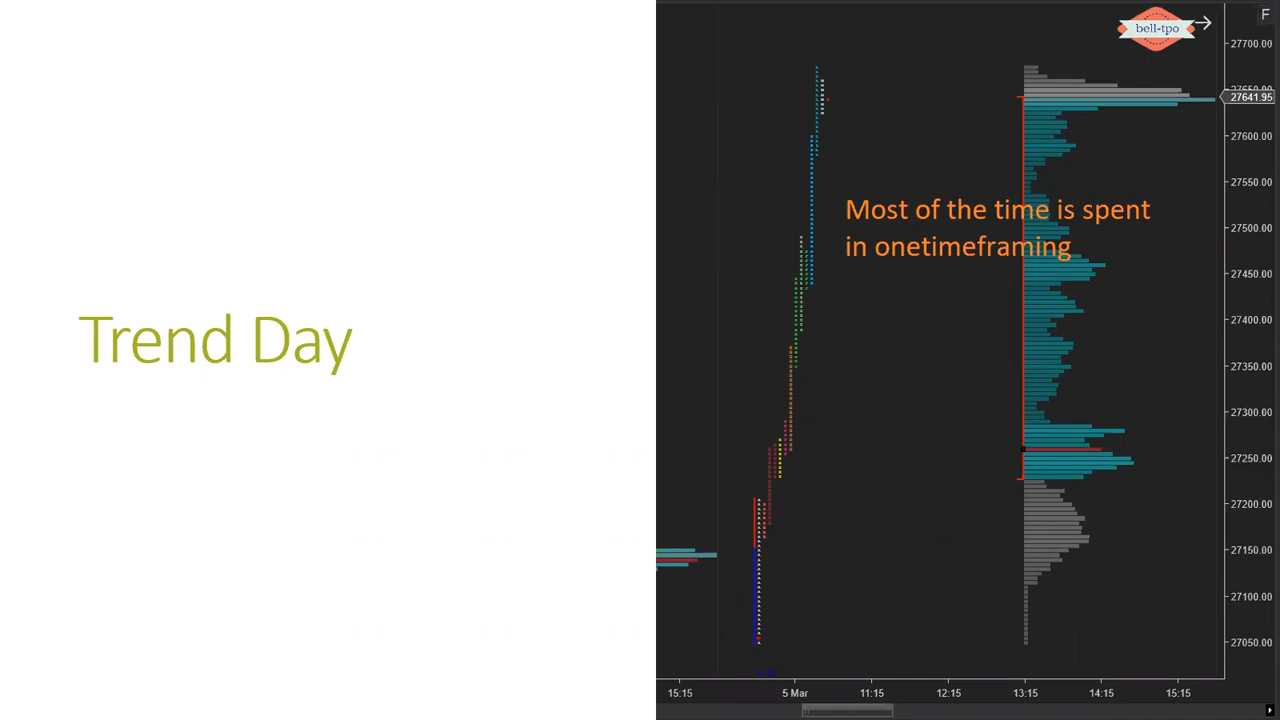 Trend Day
bell-tpo
F
Most of the time is spent
in onetimeframing
27700.00
27641.95
27600.00
27550.00
27500.00
27450.00
27400.00
27350.00
27300.00
27250.00
27200.00
27150.00
27100.00
27050.00
15:15 5 Mar 11:15 12:15 13:15 14:15 15:15